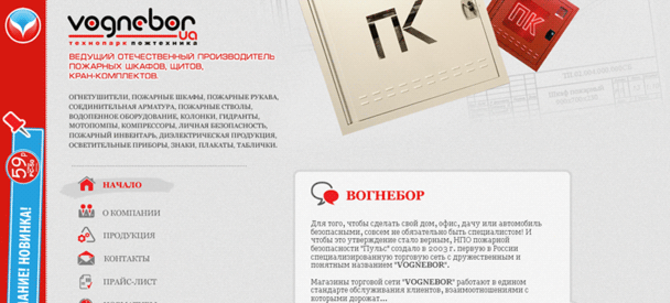 vognebor
ua
технопарк пожтехника
ВЕДУЩИЙ ОТЕЧЕСТВЕННЫЙ ПРОИЗВОДИТЕЛЬ
ПОЖАРНЫХ ШКАФОВ, ЩИТОВ,
КРАН-КОМПЛЕКТОВ.
ОГНЕТУШИТЕЛИ, ПОЖАРНЫЕ ШКАФЫ, ПОЖАРНЫЕ РУКАВА,
СОЕДИНИТЕЛЬНАЯ АРМАТУРА, ПОЖАРНЫЕ СТВОЛЫ,
ВОДОПЕННОЕ ОБОРУДОВАНИЕ, КОЛОНКИ, ГИДРАНТЫ,
МОТОПОМПЫ, КОМПРЕССОРЫ, ЛИЧНАЯ БЕЗОПАСНОСТЬ,
ПОЖАРНЫЙ ИНВЕНТАРЬ, ДИЭЛЕКТРИЧЕСКАЯ ПРОДУКЦИЯ,
ОСВЕТИТЕЛЬНЫЕ ПРИБОРЫ, ЗНАКИ, ПЛАКАТЫ, ТАБЛИЧКИ.
НАЧАЛО
О КОМПАНИИ
ПРОДУКЦИЯ
КОНТАКТЫ
ПРАЙС-ЛИСТ
ПК
ПК
ВОГНЕБОР
Для того, чтобы сделать свой дом, офис, дачу или автомобиль
безопасными, совсем не обязательно быть специалистом! И
чтобы это утверждение стало верным, НПО пожарной
безопасности "Пульс" создало в 2003 г. первую в России
специализированную торговую сеть с дружественным и
понятным названием "VOGNEBOR".
Магазины торговой сети "VOGNEBOR" работают в едином
стандарте обслуживания клиентов, взаимоотношениями с
которыми дорожат...
59
НОВИНКА!